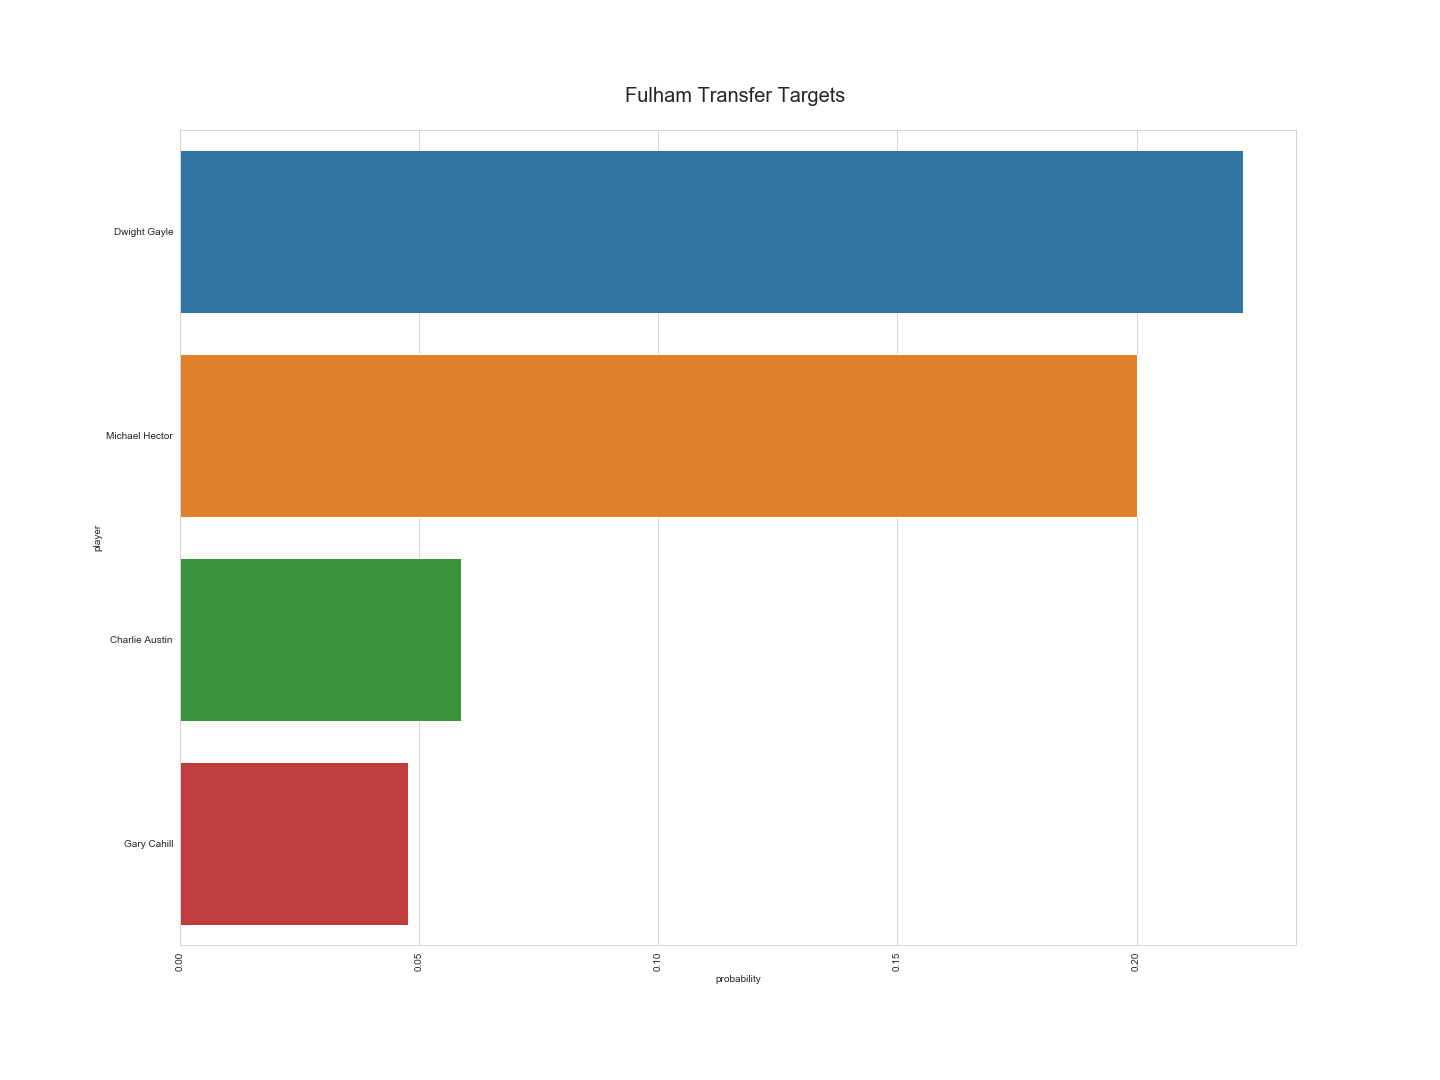 Fulham Transfer Targets
Dwight Gayle
Michael Hector
Charlie Austin
Gary Cahill
player
0.00
0.05
0.10
0.15
0.20
probability